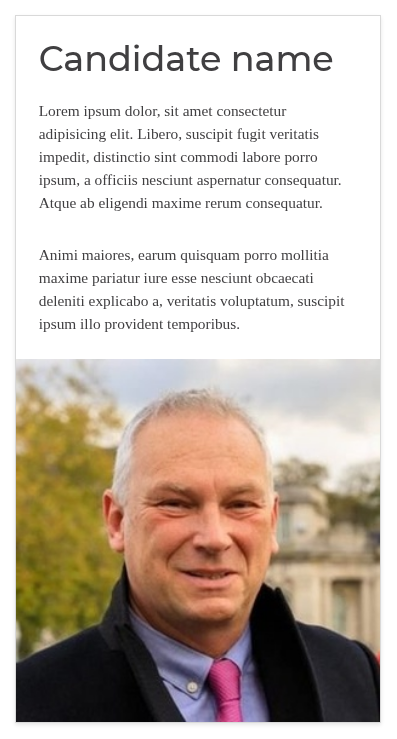 Candidate name
Lorem ipsum dolor, sit amet consectetur
adipisicing elit. Libero, suscipit fugit veritatis
impedit, distinctio sint commodi labore porro
ipsum, a officiis nesciunt aspernatur consequatur.
Atque ab eligendi maxime rerum consequatur.
Animi maiores, earum quisquam porro mollitia
maxime pariatur iure esse nesciunt obcaecati
deleniti explicabo a, veritatis voluptatum, suscipit
ipsum illo provident temporibus.